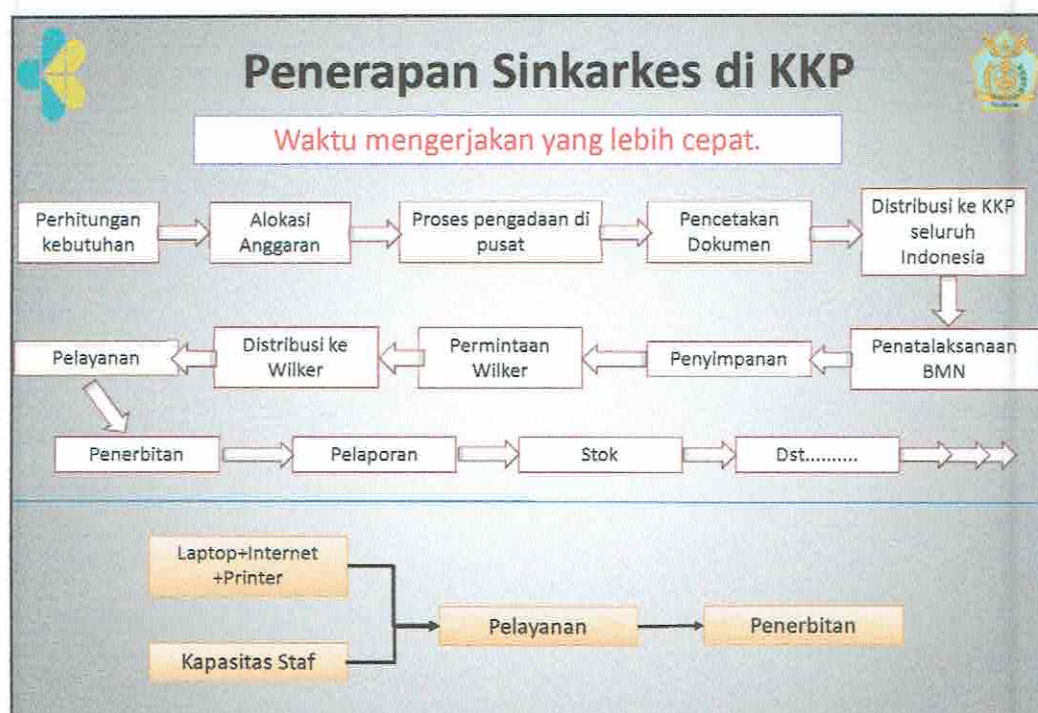 Penerapan Sinkarkes di KKP
Waktu mengerjakan yang lebih cepat.
Perhitungan
kebutuhan
Alokasi
Anggaran
Proses pengadaan di
pusat
Pencetakan
Dokumen
Distribusi ke KKP
seluruh
Indonesia
Penatalaksanaan
BMN
Penyimpanan
Permintaan
Wilker
Distribusi ke
Wilker
Pelayanan
Penerbitan
Pelaporan
Stok
Dst..........
Laptop+Internet
+Printer
Kapasitas Staf
Pelayanan
Penerbitan